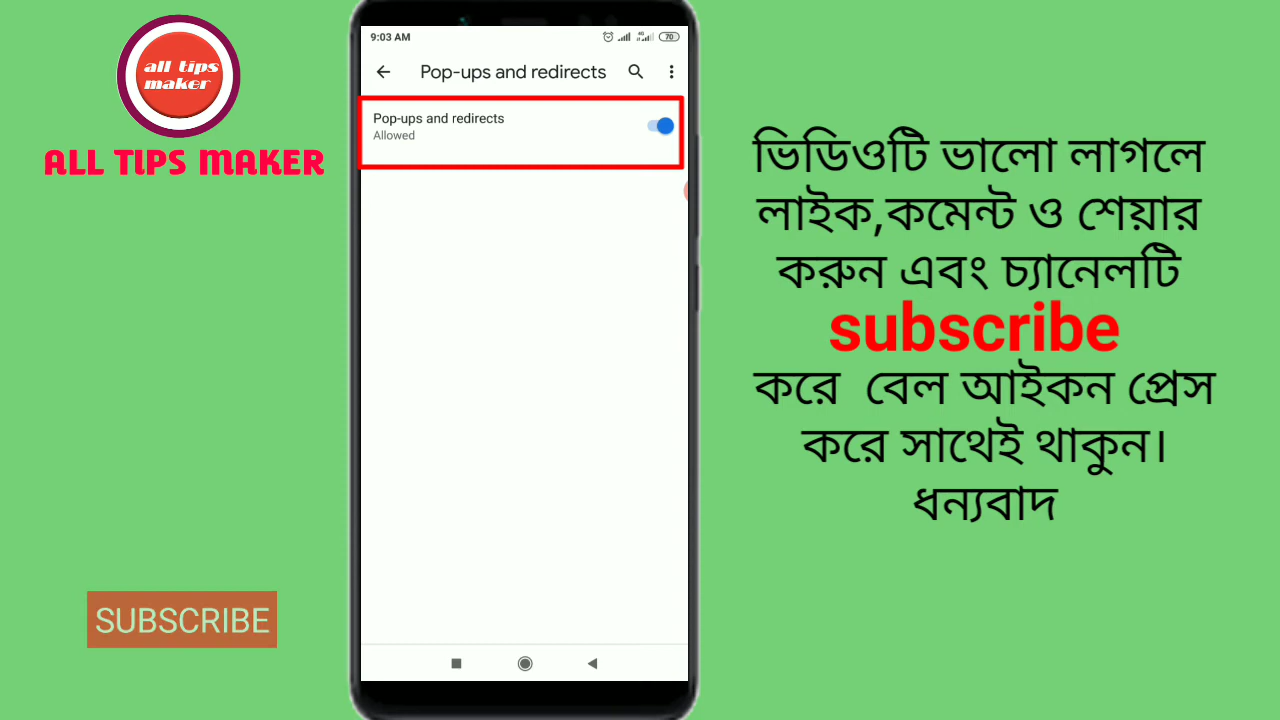 all tips
maker
ALL TIPS MAKER
SUBSCRIBE
9:03 AM
4G
70
Pop-ups and redirects
Pop-ups and redirects
Allowed
ভিডিওটি ভালো লাগলে
লাইক,কমেন্ট ও শেয়ার
করুন এবং চ্যানেলটি
subscribe
করে বেল আইকন প্রেস
করে সাথেই থাকুন।
ধন্যবাদ